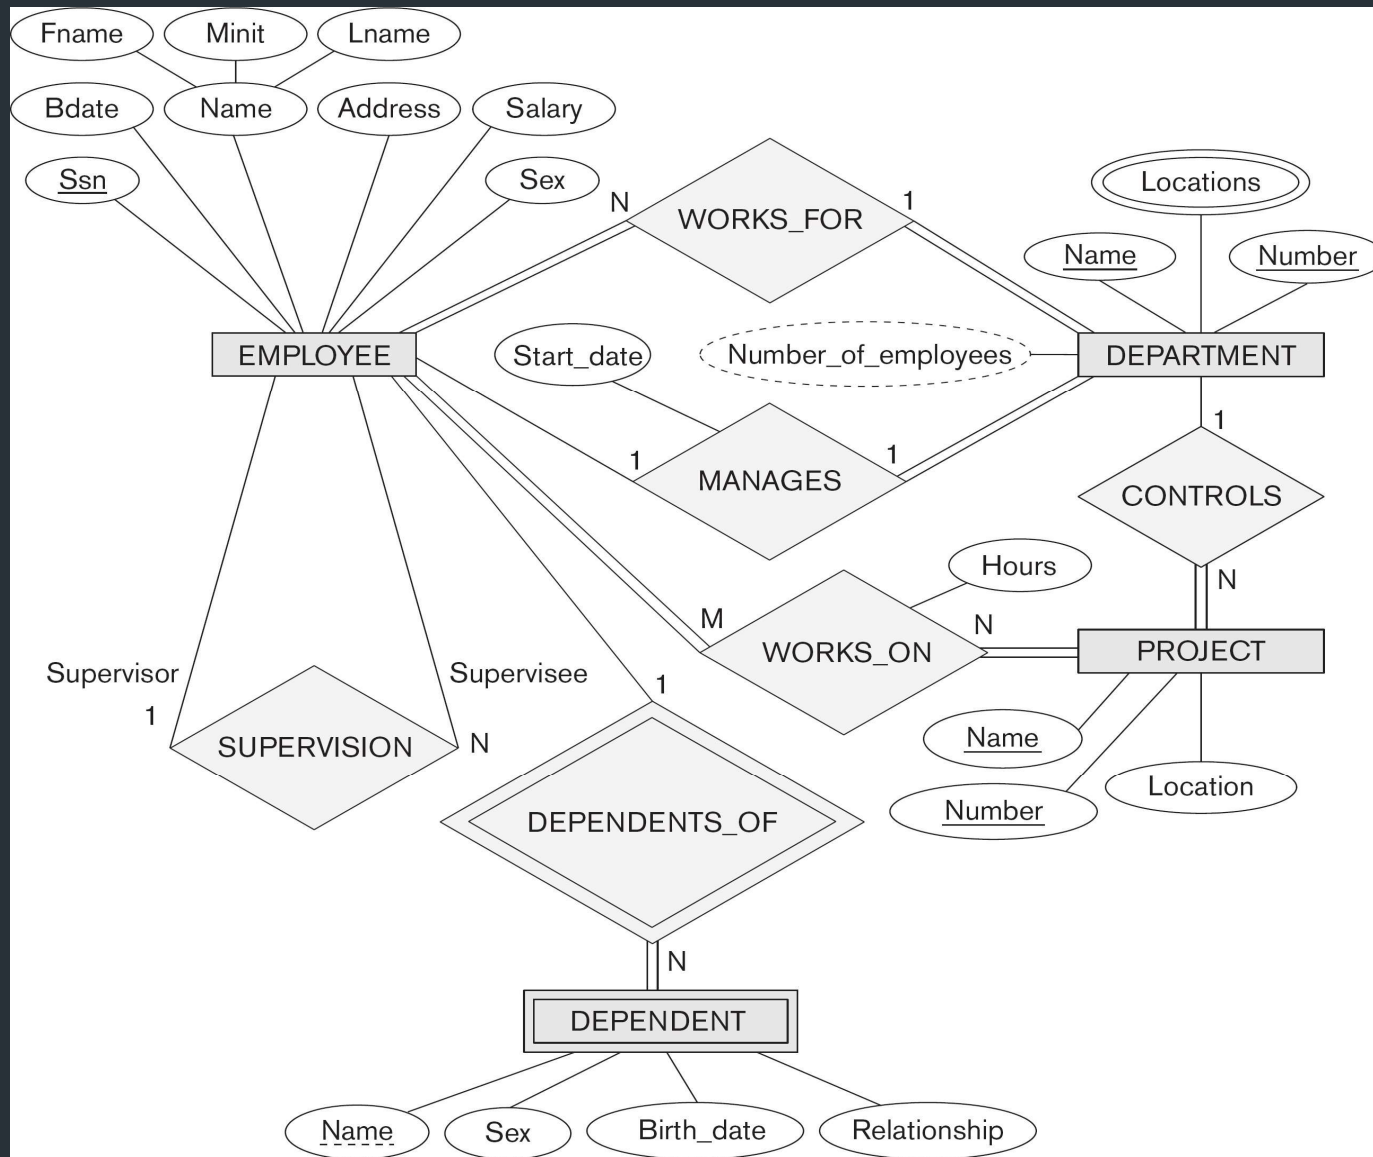 Fname
Minit
Lname
Bdate
Name
Address
Salary
Ssn
Sex
N
WORKS_FOR
1
Locations
Name
Number
EMPLOYEE
Start_date
Number_of_employees
DEPARTMENT
1
MANAGES
1
1
CONTROLS
N
Hours
M
WORKS_ON
N
PROJECT
Supervisor
Supervisee
1
1
SUPERVISION
N
Name
Number
Location
DEPENDENTS_OF
N
DEPENDENT
Name
Sex
Birth_date
Relationship